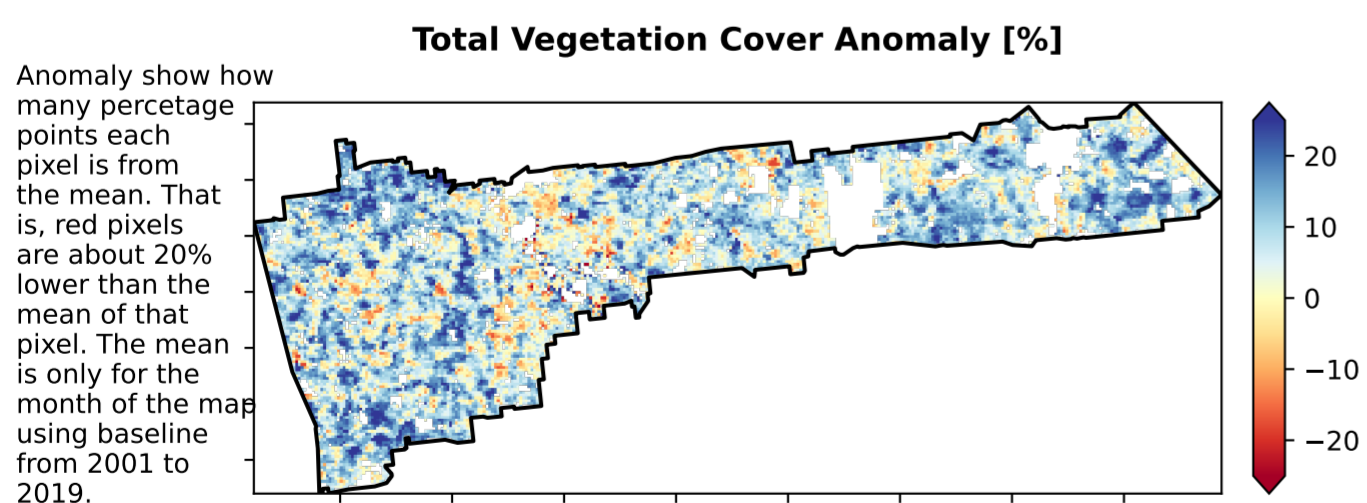 Total Vegetation Cover Anomaly [%]
Anomaly show how
many percetage
points each
pixel is from
the mean. That
is, red pixels
are about 20%
lower than the
mean of that
pixel. The mean
is only for the
month of the map
using baseline
from 2001 to
2019.
20
10
0
−10
−20